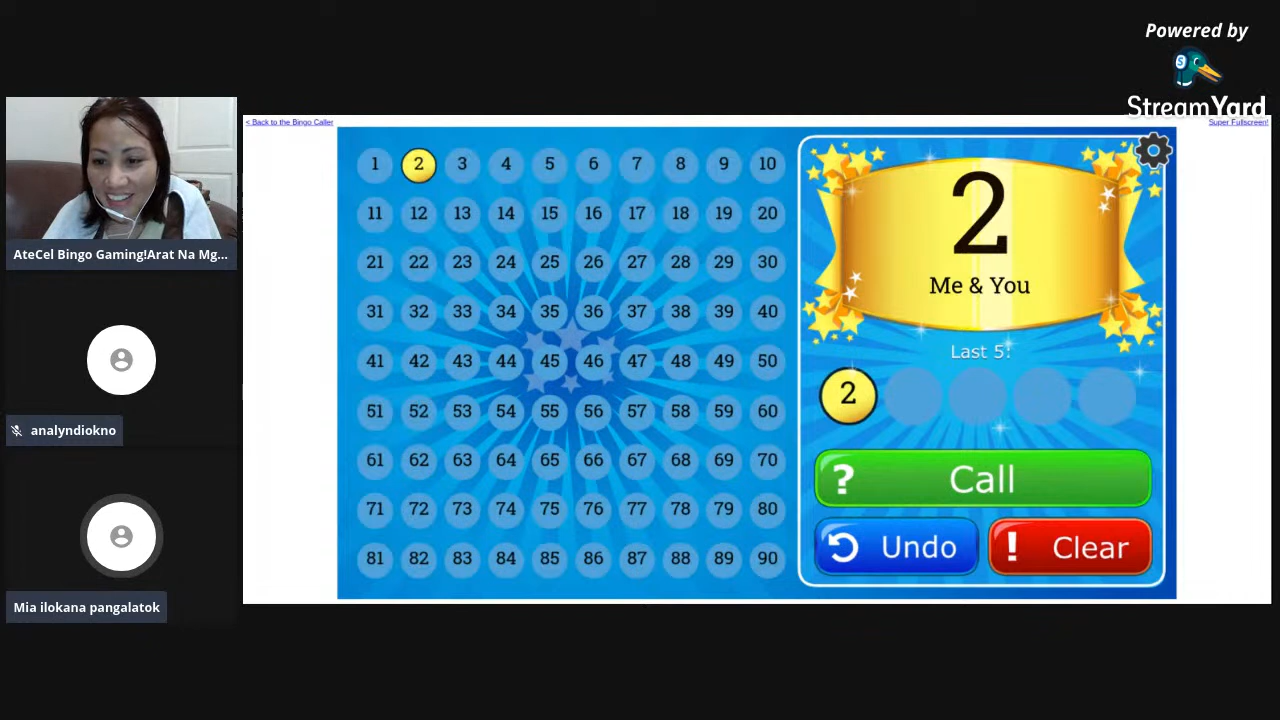 Powered by
StreamYard
< Back to the Bingo Caller
Super Fullscreen!
1 2 3 4 5 6 7 8 9 10
11 12 13 14 15 16 17 18 19 20
21 22 23 24 25 26 27 28 29 30
31 32 33 34 35 36 37 38 39 40
41 42 43 44 45 46 47 48 49 50
51 52 53 54 55 56 57 58 59 60
61 62 63 64 65 66 67 68 69 70
71 72 73 74 75 76 77 78 79 80
81 82 83 84 85 86 87 88 89 90
2
Me & You
Last 5:
2
? Call
Undo
! Clear
AteCel Bingo Gaming!Arat Na Mg...
analyndiokno
Mia ilokana pangalatok